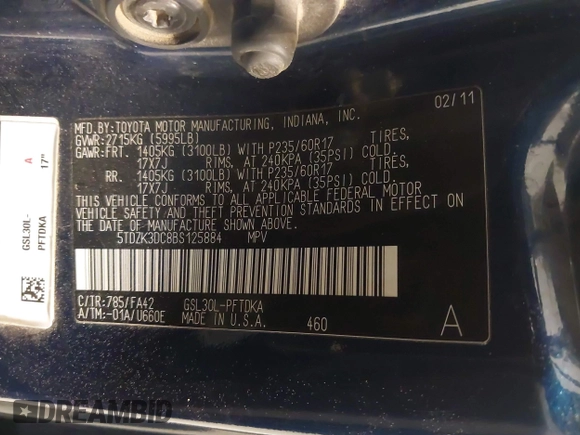 MFD.BY:TOYOTA MOTOR MANUFACTURING, INDIANA, INC. 02/11
GVWR:2715KG (5995LB)
GAWR:FRT. 1405KG (3100LB) WITH P235/60R17 TIRES,
17X7J RIMS, AT 240KPA (35PSI) COLD.
RR. 1405KG (3100LB) WITH P235/60R17 TIRES,
17X7J RIMS, AT 240KPA (35PSI) COLD.
THIS VEHICLE CONFORMS TO ALL APPLICABLE FEDERAL MOTOR
VEHICLE SAFETY AND THEFT PREVENTION STANDARDS IN EFFECT ON
THE DATE OF MANUFACTURE SHOWN ABOVE.
5TDZK3DC8BS125884 MPV
C/TR:785/FA42 GSL30L-PFTDKA
A/TM:-01A/U660E MADE IN U.S.A. 460 A
GSL30L-
PFTDKA
A
17"
DREAMBID